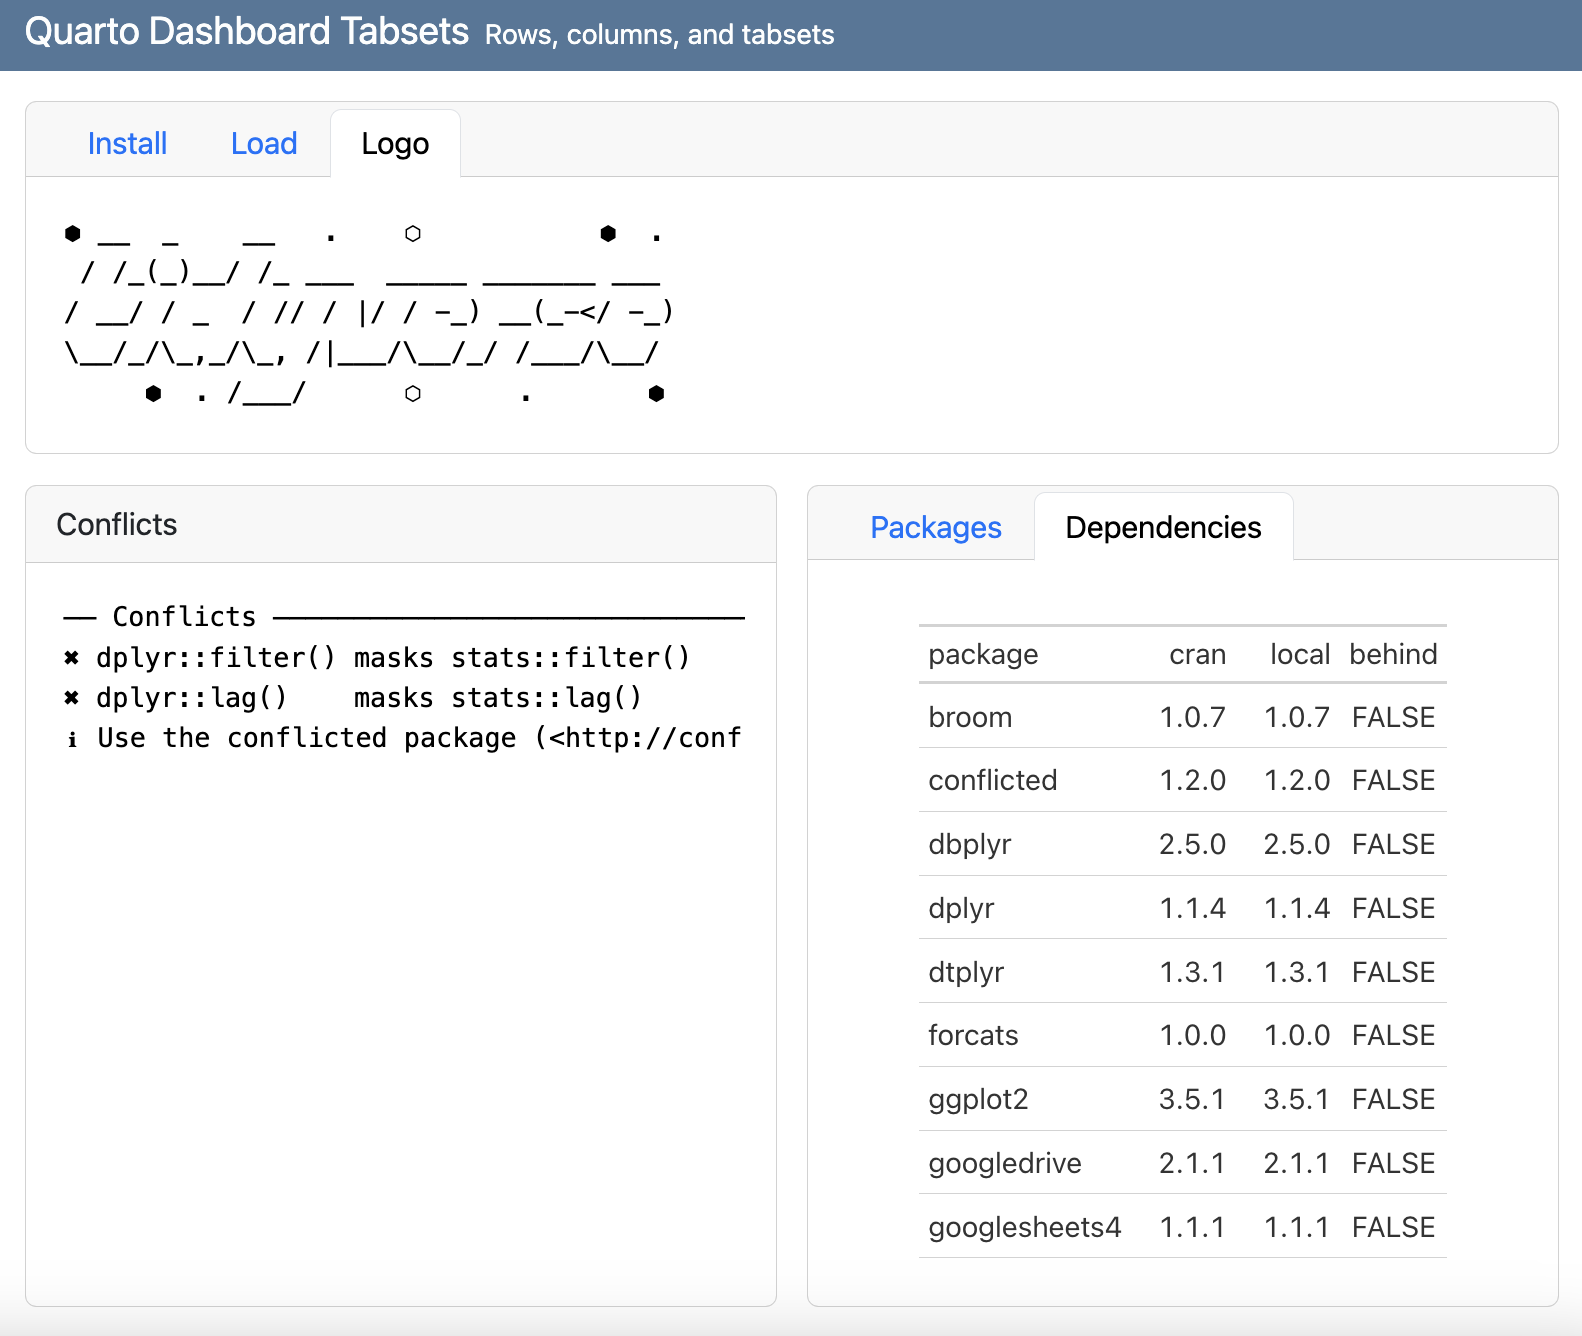 Quarto Dashboard Tabsets Rows, columns, and tabsets
Install Load Logo
⬢ __  _    __   .    ⬡           ⬢  .
 / /_(_)__/ /_ ___  _____ _______ ___
/ __/ / _  / // / |/ / -_) __(_-</ -_)
\__/_/\_,_/\_, /|___/\__/_/ /___/\__/
     ⬢  . /___/      ⬡      .       ⬢
Conflicts
── Conflicts ─────────────────────────────
✖ dplyr::filter() masks stats::filter()
✖ dplyr::lag()    masks stats::lag()
ℹ Use the conflicted package (<http://conf
Packages Dependencies
package cran local behind
broom 1.0.7 1.0.7 FALSE
conflicted 1.2.0 1.2.0 FALSE
dbplyr 2.5.0 2.5.0 FALSE
dplyr 1.1.4 1.1.4 FALSE
dtplyr 1.3.1 1.3.1 FALSE
forcats 1.0.0 1.0.0 FALSE
ggplot2 3.5.1 3.5.1 FALSE
googledrive 2.1.1 2.1.1 FALSE
googlesheets4 1.1.1 1.1.1 FALSE